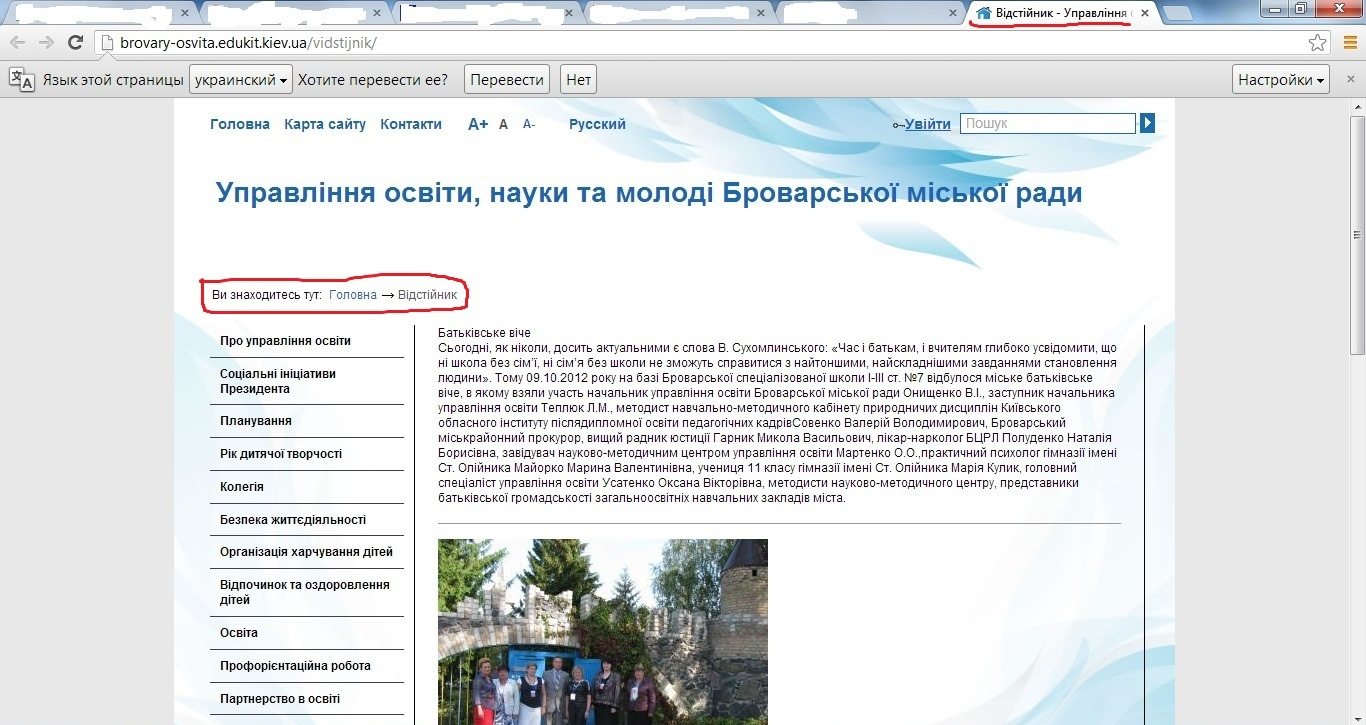 Відстійник - Управління
brovary-osvita.edukit.kiev.ua/vidstijnik/
Язык этой страницы украинский Хотите перевести ее? Перевести Нет Настройки
Головна Карта сайту Контакти A+ A A- Русский Увійти Пошук
Управління освіти, науки та молоді Броварської міської ради
Ви знаходитесь тут: Головна → Відстійник
Про управління освіти
Соціальні ініціативи
Президента
Планування
Рік дитячої творчості
Колегія
Безпека життєдіяльності
Організація харчування дітей
Відпочинок та оздоровлення
дітей
Освіта
Профорієнтаційна робота
Партнерство в освіті
Батьківське віче
Сьогодні, як ніколи, досить актуальними є слова В. Сухомлинського: «Час і батькам, і вчителям глибоко усвідомити, що
ні школа без сім’ї, ні сім’я без школи не зможуть справитися з найтоншими, найскладнішими завданнями становлення
людини». Тому 09.10.2012 року на базі Броварської спеціалізованої школи І-ІІІ ст. №7 відбулося міське батьківське
віче, в якому взяли участь начальник управління освіти Броварської міської ради Онищенко В.І., заступник начальника
управління освіти Теплюк Л.М., методист навчально-методичного кабінету природничих дисциплін Київського
обласного інституту післядипломної освіти педагогічних кадрівСовенко Валерій Володимирович, Броварський
міськрайонний прокурор, вищий радник юстиції Гарник Микола Васильович, лікар-нарколог БЦРЛ Полуденко Наталія
Борисівна, завідувач науково-методичним центром управління освіти Мартенко О.О.,практичний психолог гімназії імені
Ст. Олійника Майорко Марина Валентинівна, учениця 11 класу гімназії імені Ст. Олійника Марія Кулик, головний
спеціаліст управління освіти Усатенко Оксана Вікторівна, методисти науково-методичного центру, представники
батьківської громадськості загальноосвітніх навчальних закладів міста.